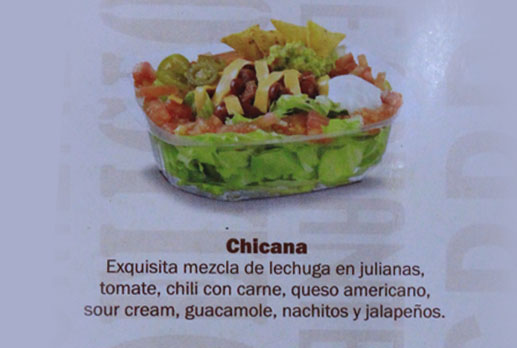 Chicana
Exquisita mezcla de lechuga en julianas,
tomate, chili con carne, queso americano,
sour cream, guacamole, nachitos y jalapeños.